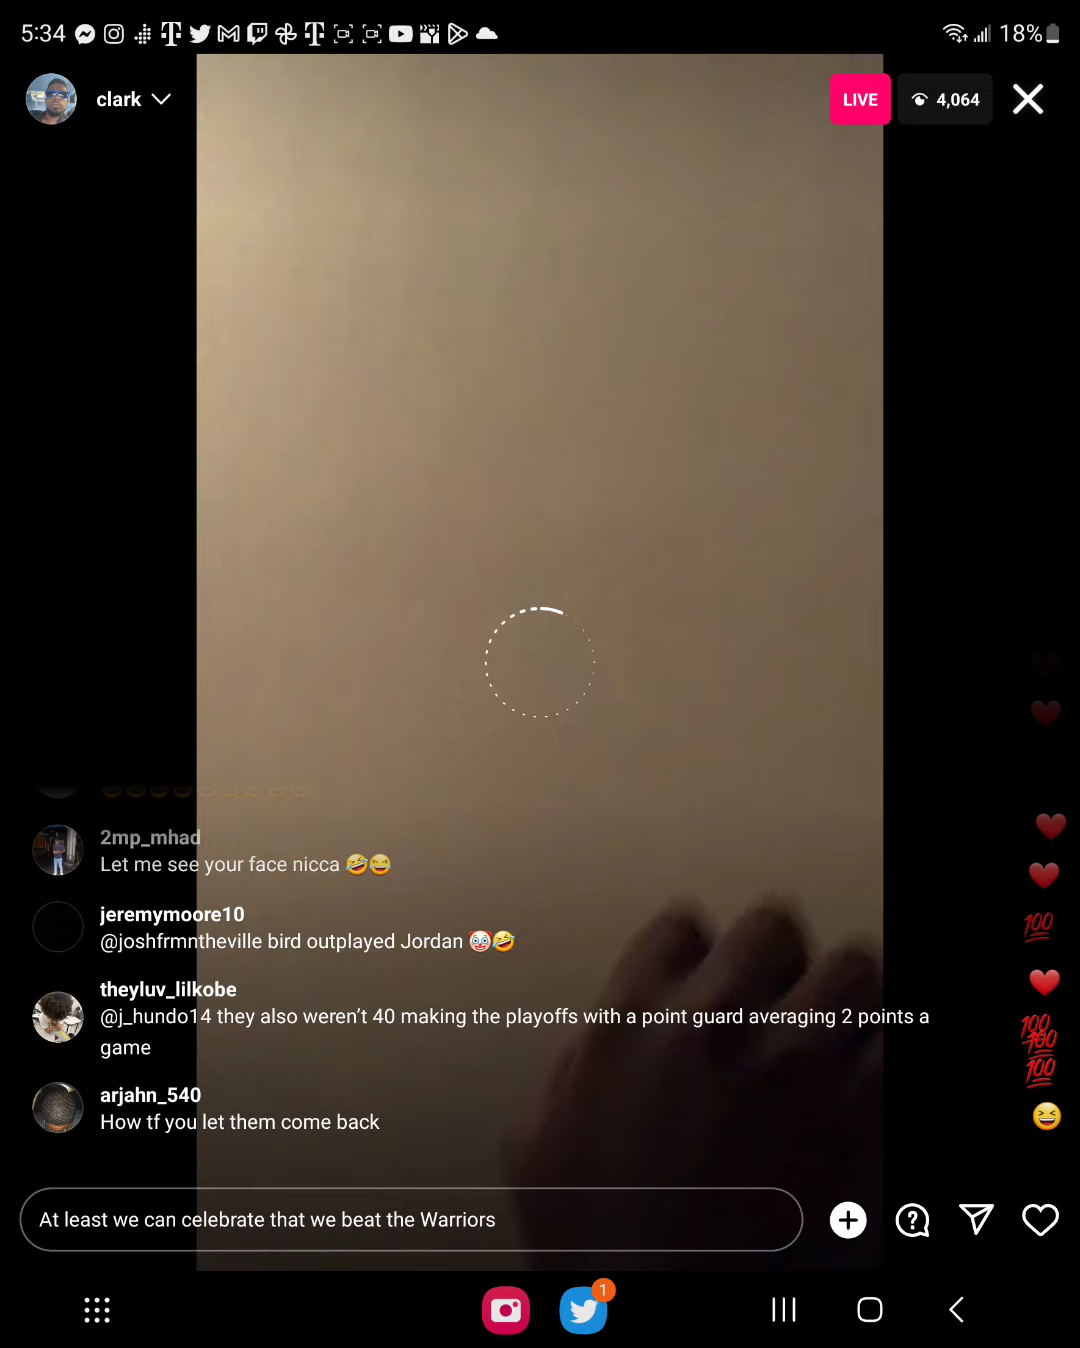 5:34
18%
clark
LIVE
4,064
2mp_mhad
Let me see your face nicca 🤣😂
jeremymoore10
@joshfrmntheville bird outplayed Jordan 🤡🤣
theyluv_lilkobe
@j_hundo14 they also weren't 40 making the playoffs with a point guard averaging 2 points a
game
arjahn_540
How tf you let them come back
💯
💯
💯
💯
At least we can celebrate that we beat the Warriors
1